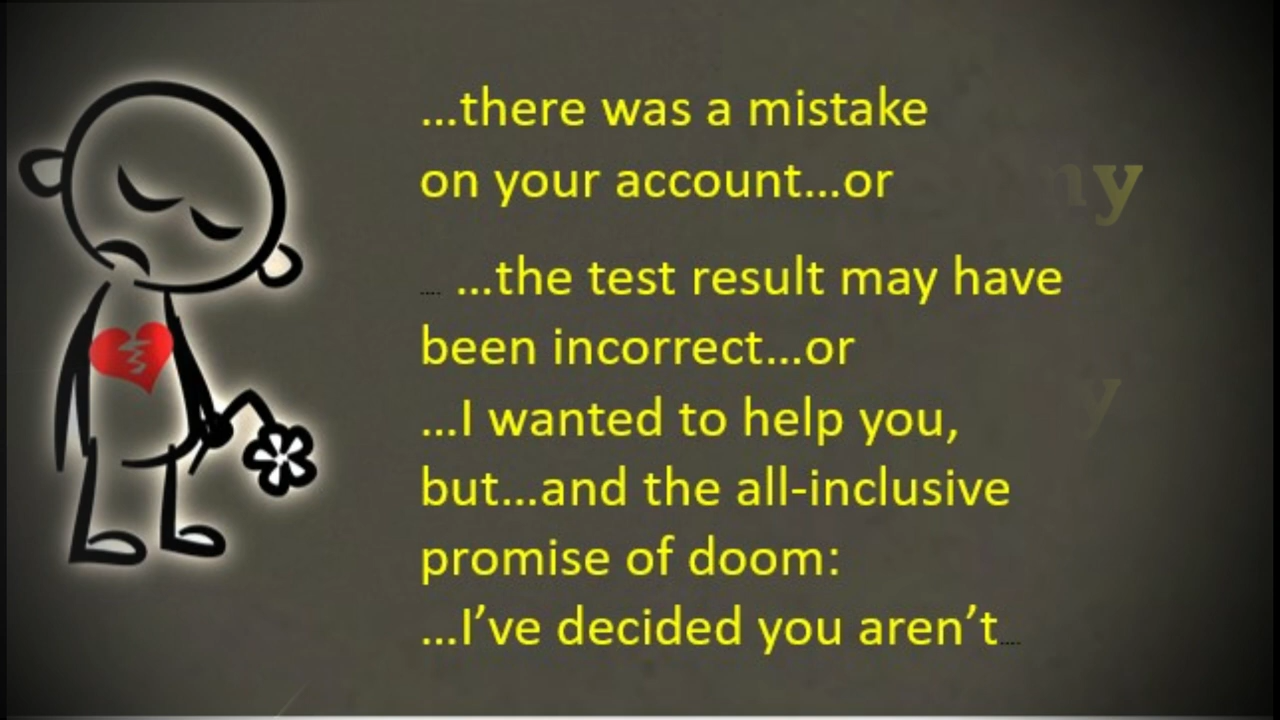 …there was a mistake
on your account…or
…. …the test result may have
been incorrect…or
…I wanted to help you,
but…and the all-inclusive
promise of doom:
…I’ve decided you aren’t….
my
y